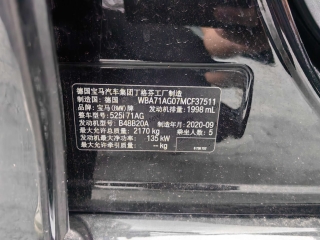 德国宝马汽车集团丁格芬工厂制造
制造国：德国 WBA71AG07MCF37511
品牌：宝马(BMW)牌 发动机排量：1998 mL
整车型号：525i 71AG
发动机型号：B48B20A 制造年月：2020-09
最大允许总质量：2170 kg 乘坐人数：5
发动机最大净功率：135 kW
最大允许牵引质量：--kg